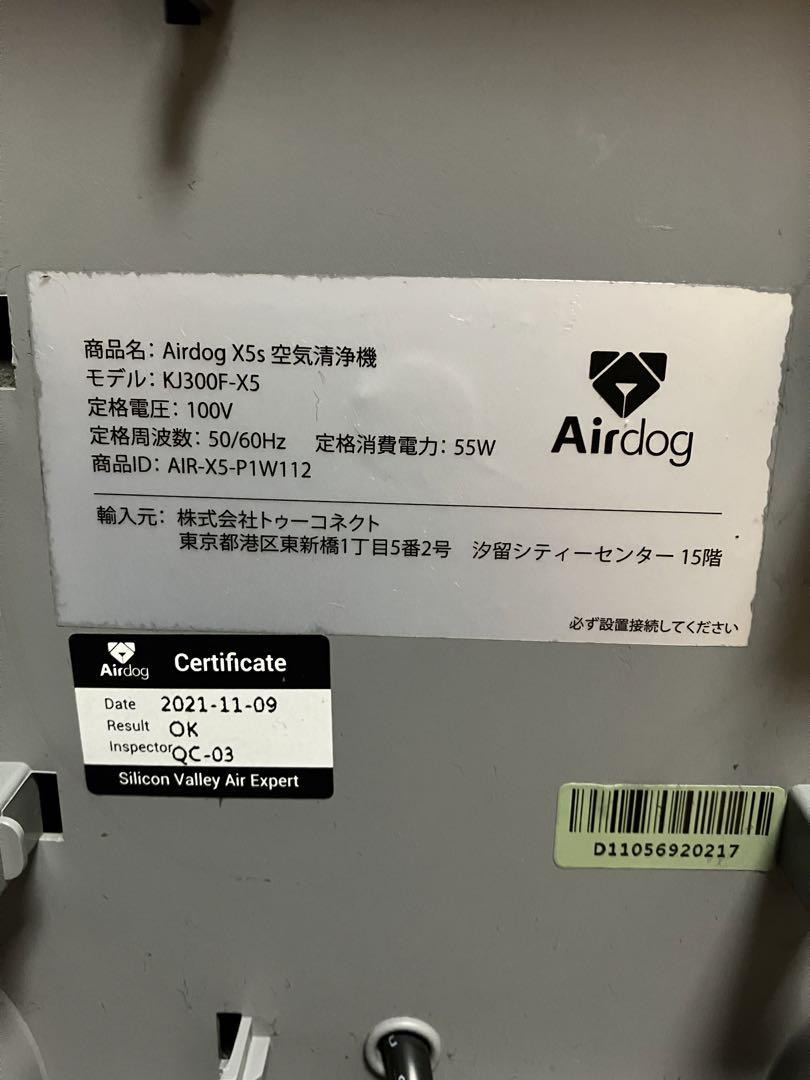 商品名: Airdog X5s 空気清浄機
モデル: KJ300F-X5
定格電圧: 100V
定格周波数: 50/60Hz 定格消費電力: 55W
商品ID: AIR-X5-P1W112
Airdog
輸入元: 株式会社トゥーコネクト
東京都港区東新橋1丁目5番2号 汐留シティーセンター 15階
必ず設置接続してください
Airdog Certificate
Date 2021-11-09
Result OK
Inspector QC-03
Silicon Valley Air Expert
D11056920217